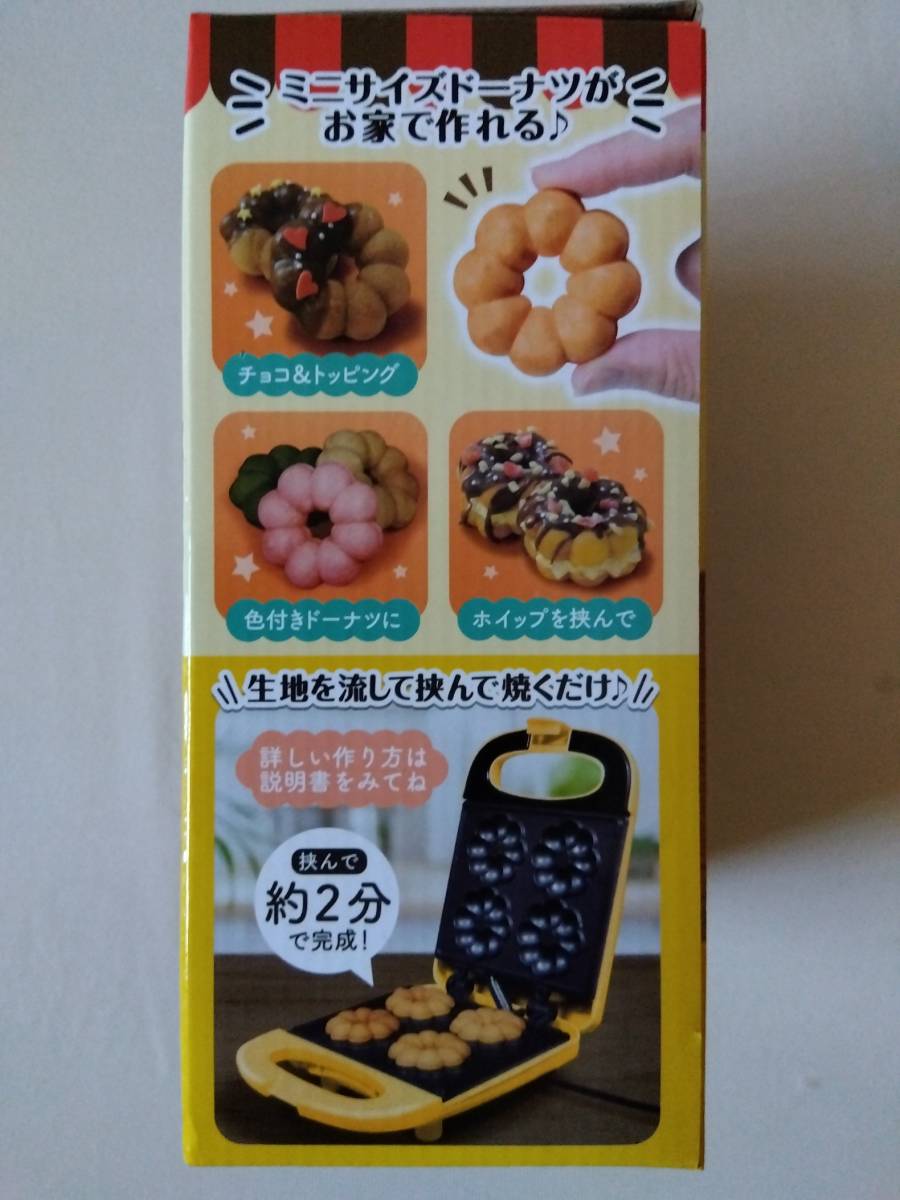 ミニサイズドーナツが
お家で作れる♪
チョコ&トッピング
色付きドーナツに
ホイップを挟んで
生地を流して挟んで焼くだけ♪
詳しい作り方は
説明書をみてね
挟んで
約2分
で完成!